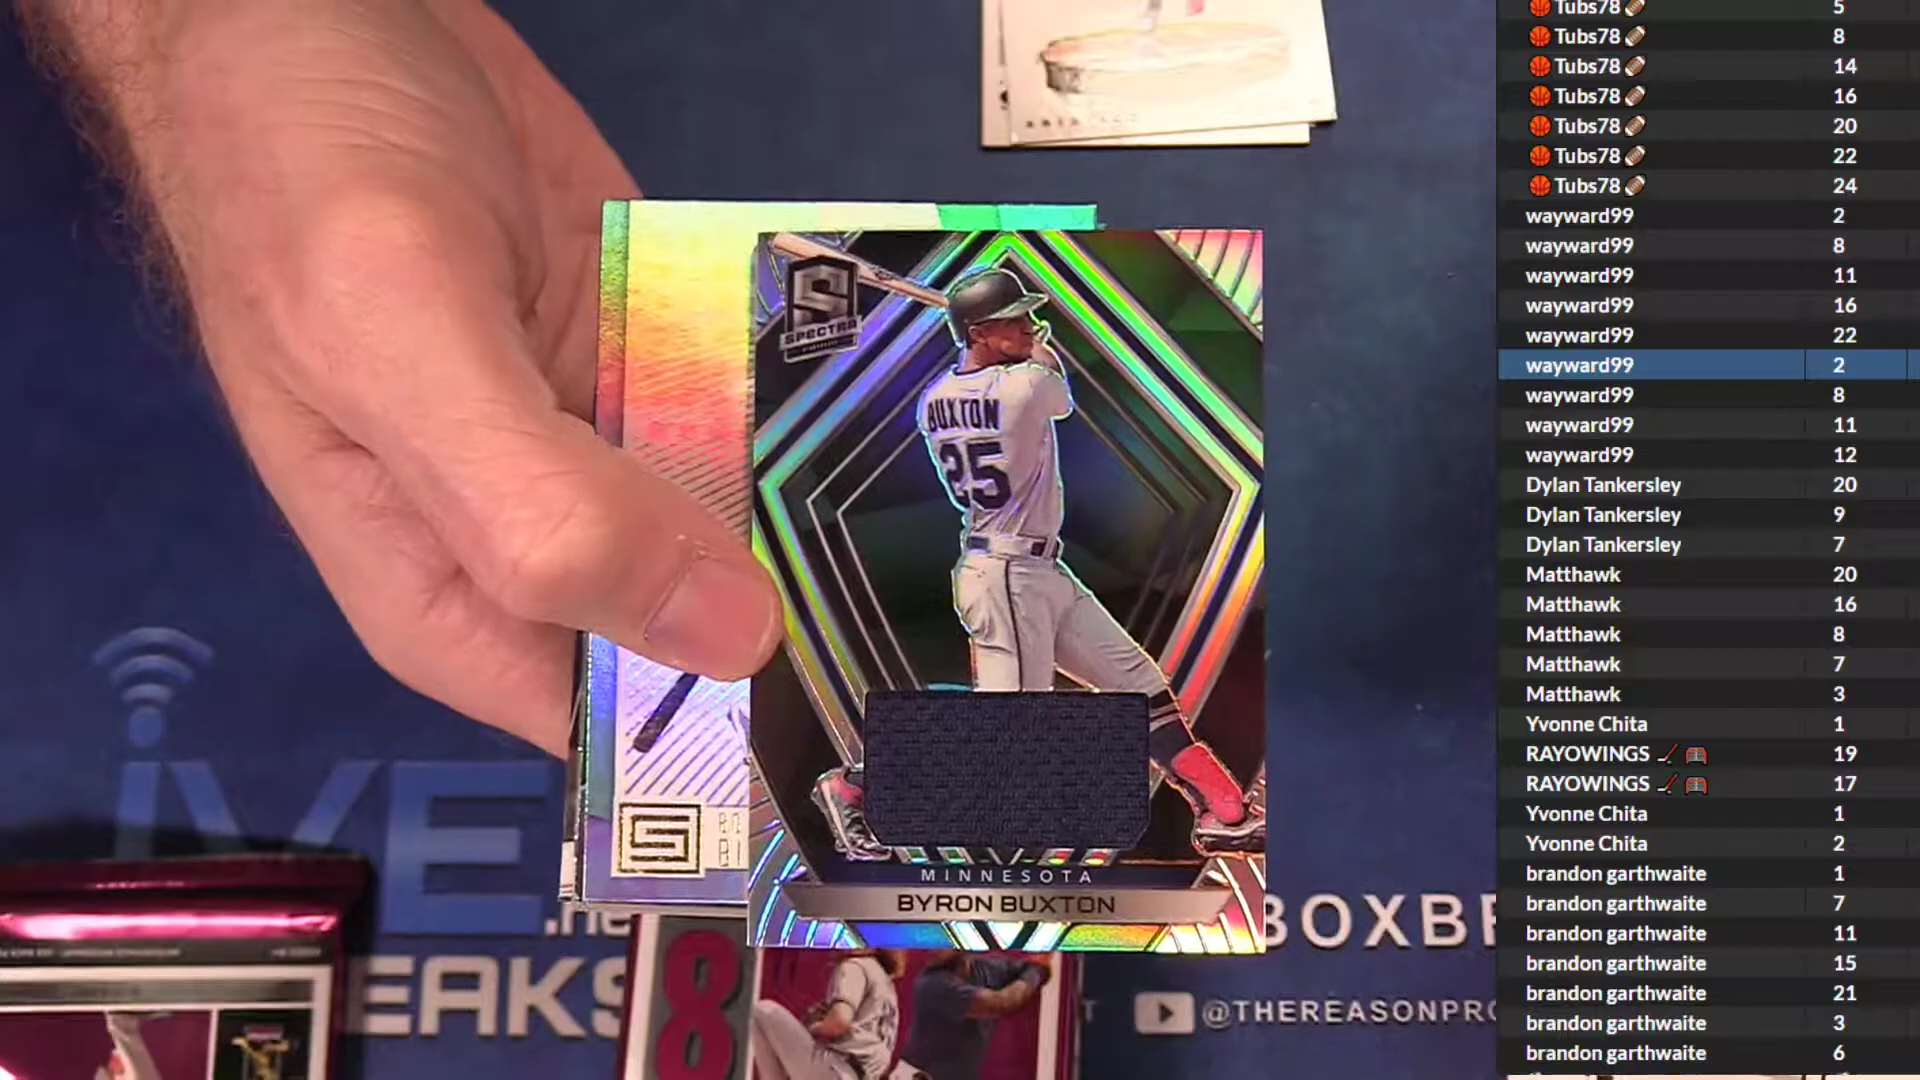 SPECTRA
BUXTON
25
MINNESOTA
BYRON BUXTON
S
8
iVE
.ne
EAKS
BOXBR
@THEREASONPRO
Tubs78 5
Tubs78 8
Tubs78 14
Tubs78 16
Tubs78 20
Tubs78 22
Tubs78 24
wayward99 2
wayward99 8
wayward99 11
wayward99 16
wayward99 22
wayward99 2
wayward99 8
wayward99 11
wayward99 12
Dylan Tankersley 20
Dylan Tankersley 9
Dylan Tankersley 7
Matthawk 20
Matthawk 16
Matthawk 8
Matthawk 7
Matthawk 3
Yvonne Chita 1
RAYOWINGS 19
RAYOWINGS 17
Yvonne Chita 1
Yvonne Chita 2
brandon garthwaite 1
brandon garthwaite 7
brandon garthwaite 11
brandon garthwaite 15
brandon garthwaite 21
brandon garthwaite 3
brandon garthwaite 6